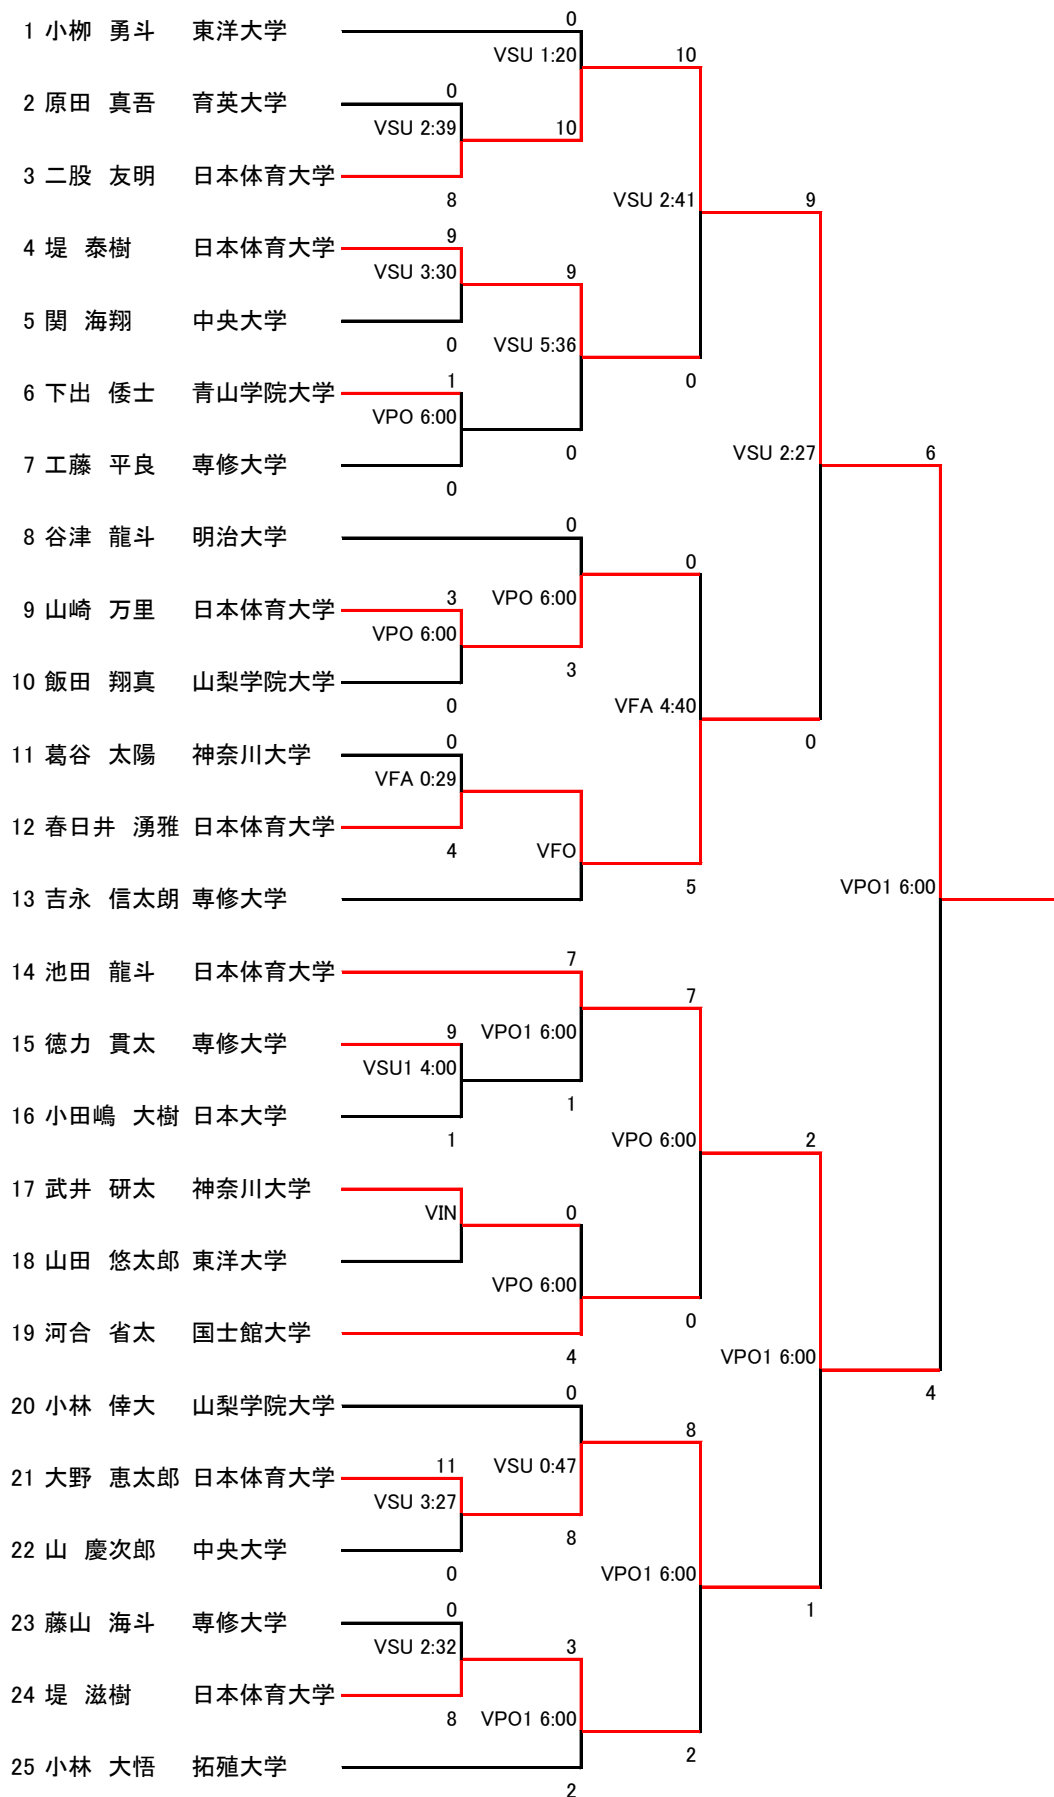 0
1 小栁 勇斗 東洋大学
VSU 1:20 10
0
2 原田 真吾 育英大学
VSU 2:39 10
3 二股 友明 日本体育大学
8 VSU 2:41 9
9
4 堤 泰樹 日本体育大学
VSU 3:30 9
5 関 海翔 中央大学
0 VSU 5:36
1 0
6 下出 倭士 青山学院大学
VPO 6:00
0 VSU 2:27 6
7 工藤 平良 専修大学
0
0
8 谷津 龍斗 明治大学
0
3 VPO 6:00
9 山崎 万里 日本体育大学
VPO 6:00
3
10 飯田 翔真 山梨学院大学
0 VFA 4:40
0 0
11 葛谷 太陽 神奈川大学
VFA 0:29
12 春日井 湧雅 日本体育大学
4 VFO
5 VPO1 6:00
13 吉永 信太朗 専修大学
7
14 池田 龍斗 日本体育大学
7
9 VPO1 6:00
15 徳力 貫太 専修大学
VSU1 4:00
1
16 小田嶋 大樹 日本大学
1 VPO 6:00 2
17 武井 研太 神奈川大学
VIN 0
18 山田 悠太郎 東洋大学
VPO 6:00
0
19 河合 省太 国士館大学
4 VPO1 6:00
0 4
20 小林 倖大 山梨学院大学
8
11 VSU 0:47
21 大野 恵太郎 日本体育大学
VSU 3:27
8
22 山 慶次郎 中央大学
0 VPO1 6:00
0 1
23 藤山 海斗 専修大学
VSU 2:32 3
24 堤 滋樹 日本体育大学
8 VPO1 6:00
2
25 小林 大悟 拓殖大学
2